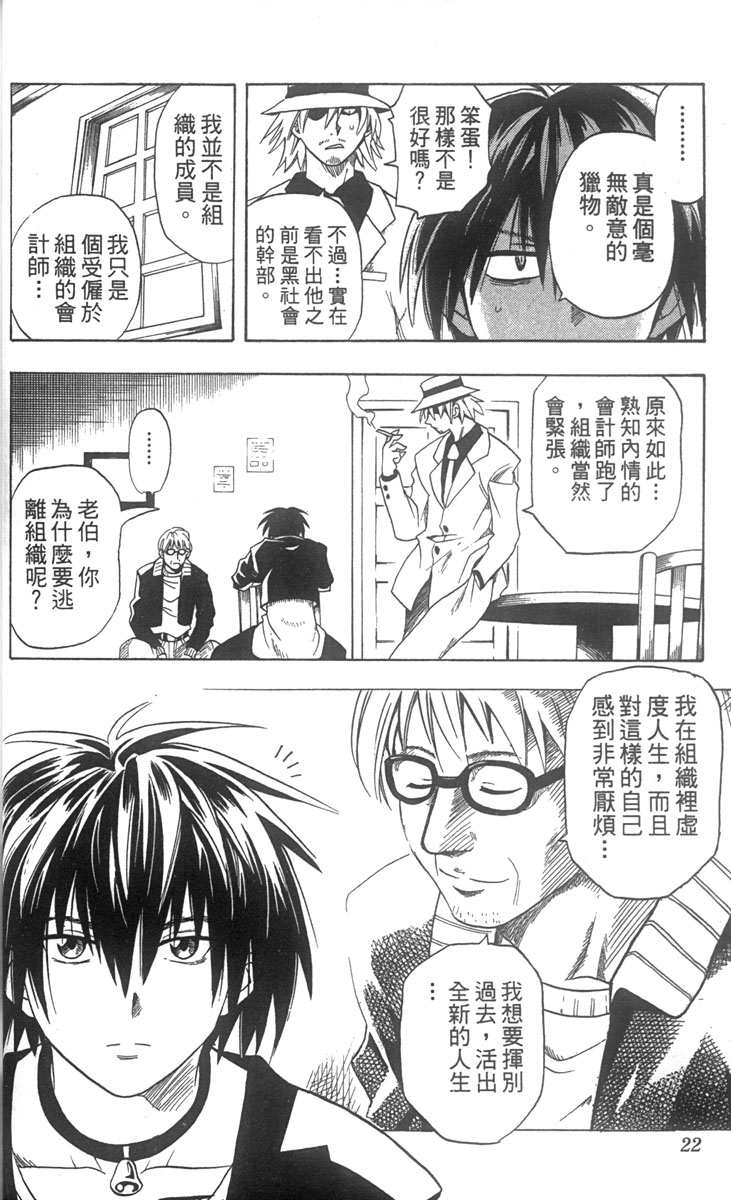 ………
真是個毫
無敵意的
獵物。
笨蛋！
那樣不是
很好嗎？
不過…實在
看不出他之
前是黑社會
的幹部。
我並不是組
織的成員。
我只是
個受僱於
組織的會
計師…
原來如此…
熟知內情的
會計師跑了
，組織當然
會緊張。
……
老伯，你
為什麼要逃
離組織呢？
我在組織裡虛
度人生，而且
對這樣的自己
感到非常厭煩…
我想要揮別
過去，活出
全新的人生
…
22